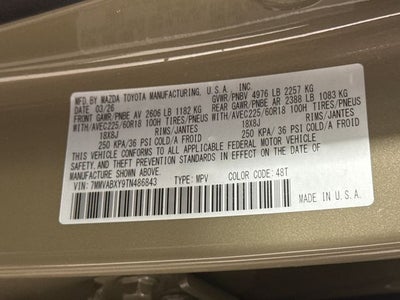 MFD.BY MAZDA TOYOTA MANUFACTURING, U.S.A., INC.
DATE 03/26 GVWR/PNBV 4976 LB 2257 KG
FRONT GAWR/PNBE AV 2606 LB 1182 KG REAR GAWR/PNBE AR 2388 LB 1083 KG
WITH/AVEC225/60R18 100H TIRES/PNEUS WITH/AVEC225/60R18 100H TIRES/PNEUS
18X8J RIMS/JANTES 18X8J RIMS/JANTES
250 KPA/36 PSI COLD/A FROID 250 KPA/36 PSI COLD/A FROID
THIS VEHICLE CONFORMS TO ALL APPLICABLE FEDERAL MOTOR VEHICLE
SAFETY AND THEFT PREVENTION STANDARDS IN EFFECT ON THE DATE OF
MANUFACTURE SHOWN ABOVE.
VIN: 7MMVABXY9TN486843 TYPE: MPV COLOR CODE: 48T
MADE IN U.S.A.